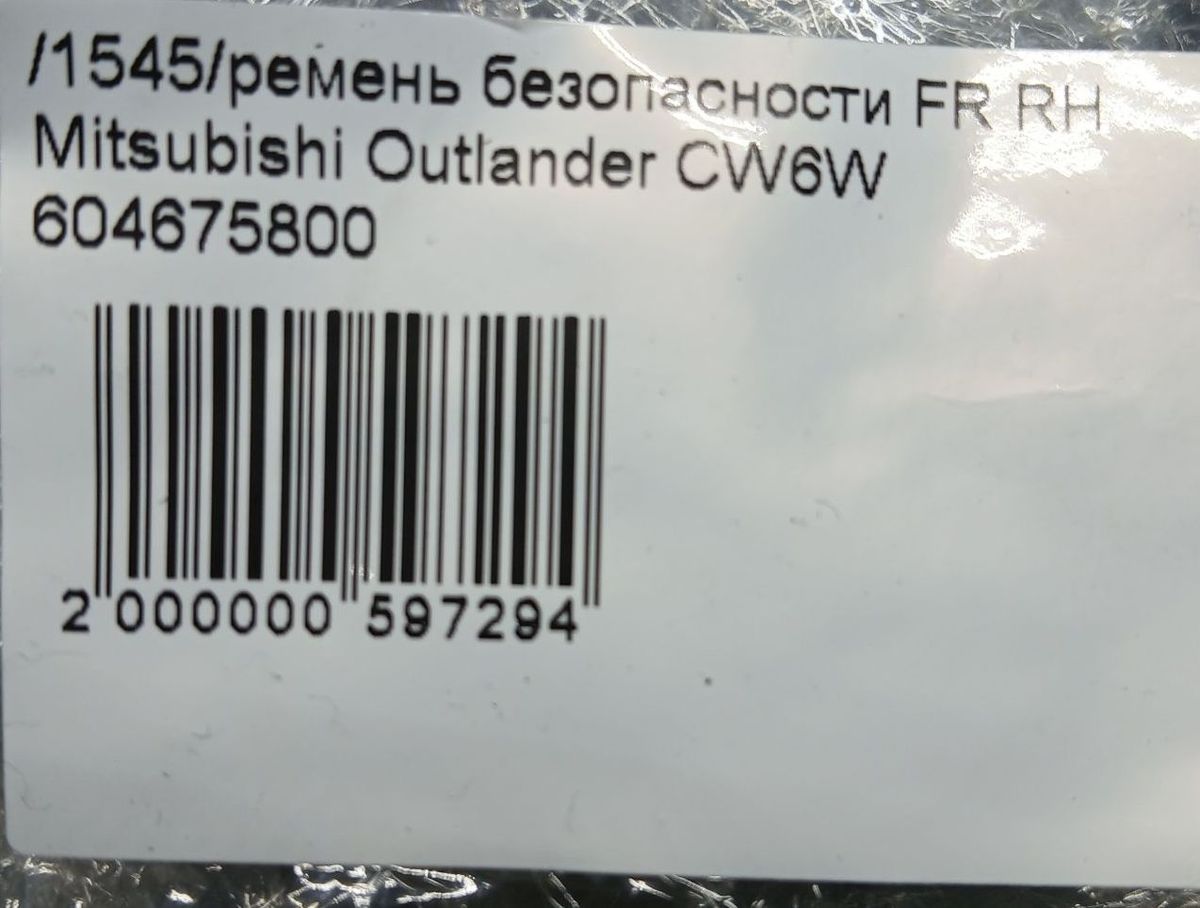 /1545/ремень безопасности FR RH
Mitsubishi Outlander CW6W
604675800
2 000000 597294